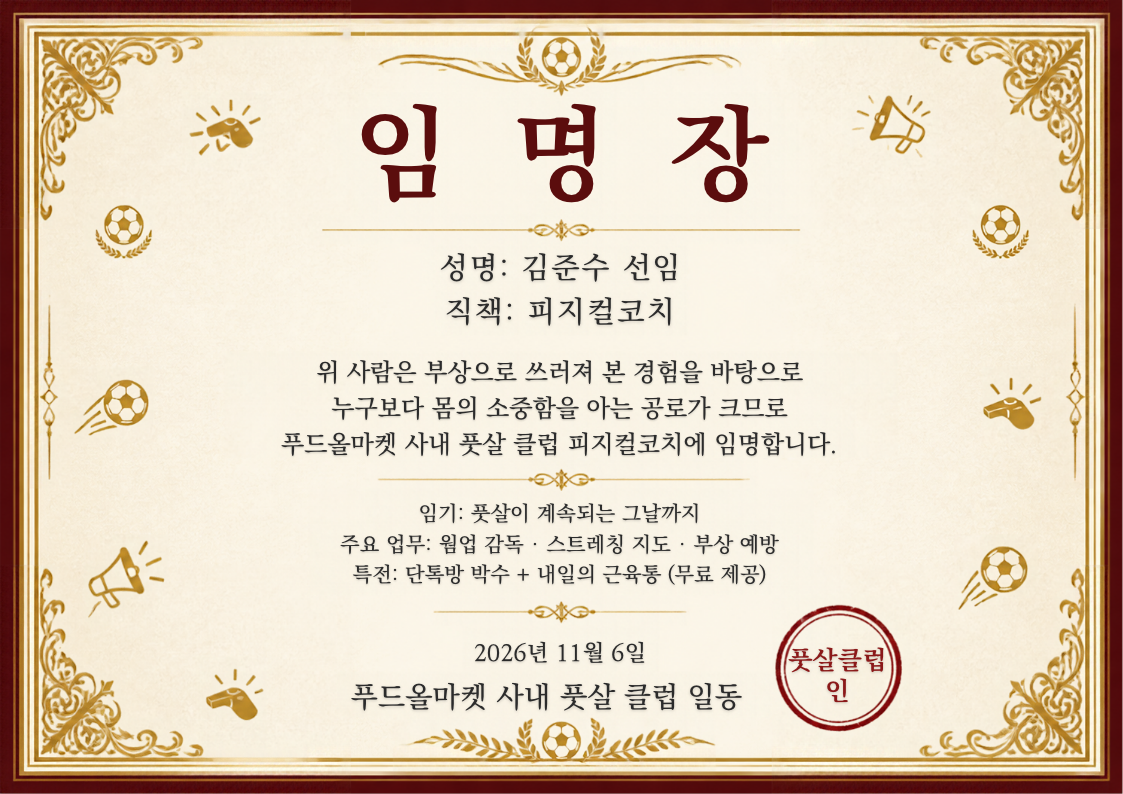 임 명 장
성명: 김준수 선임
직책: 피지컬코치
위 사람은 부상으로 쓰러져 본 경험을 바탕으로
누구보다 몸의 소중함을 아는 공로가 크므로
푸드올마켓 사내 풋살 클럽 피지컬코치에 임명합니다.
임기: 풋살이 계속되는 그날까지
주요 업무: 웜업 감독 · 스트레칭 지도 · 부상 예방
특전: 단톡방 박수 + 내일의 근육통 (무료 제공)
2026년 11월 6일
푸드올마켓 사내 풋살 클럽 일동
풋살클럽
인